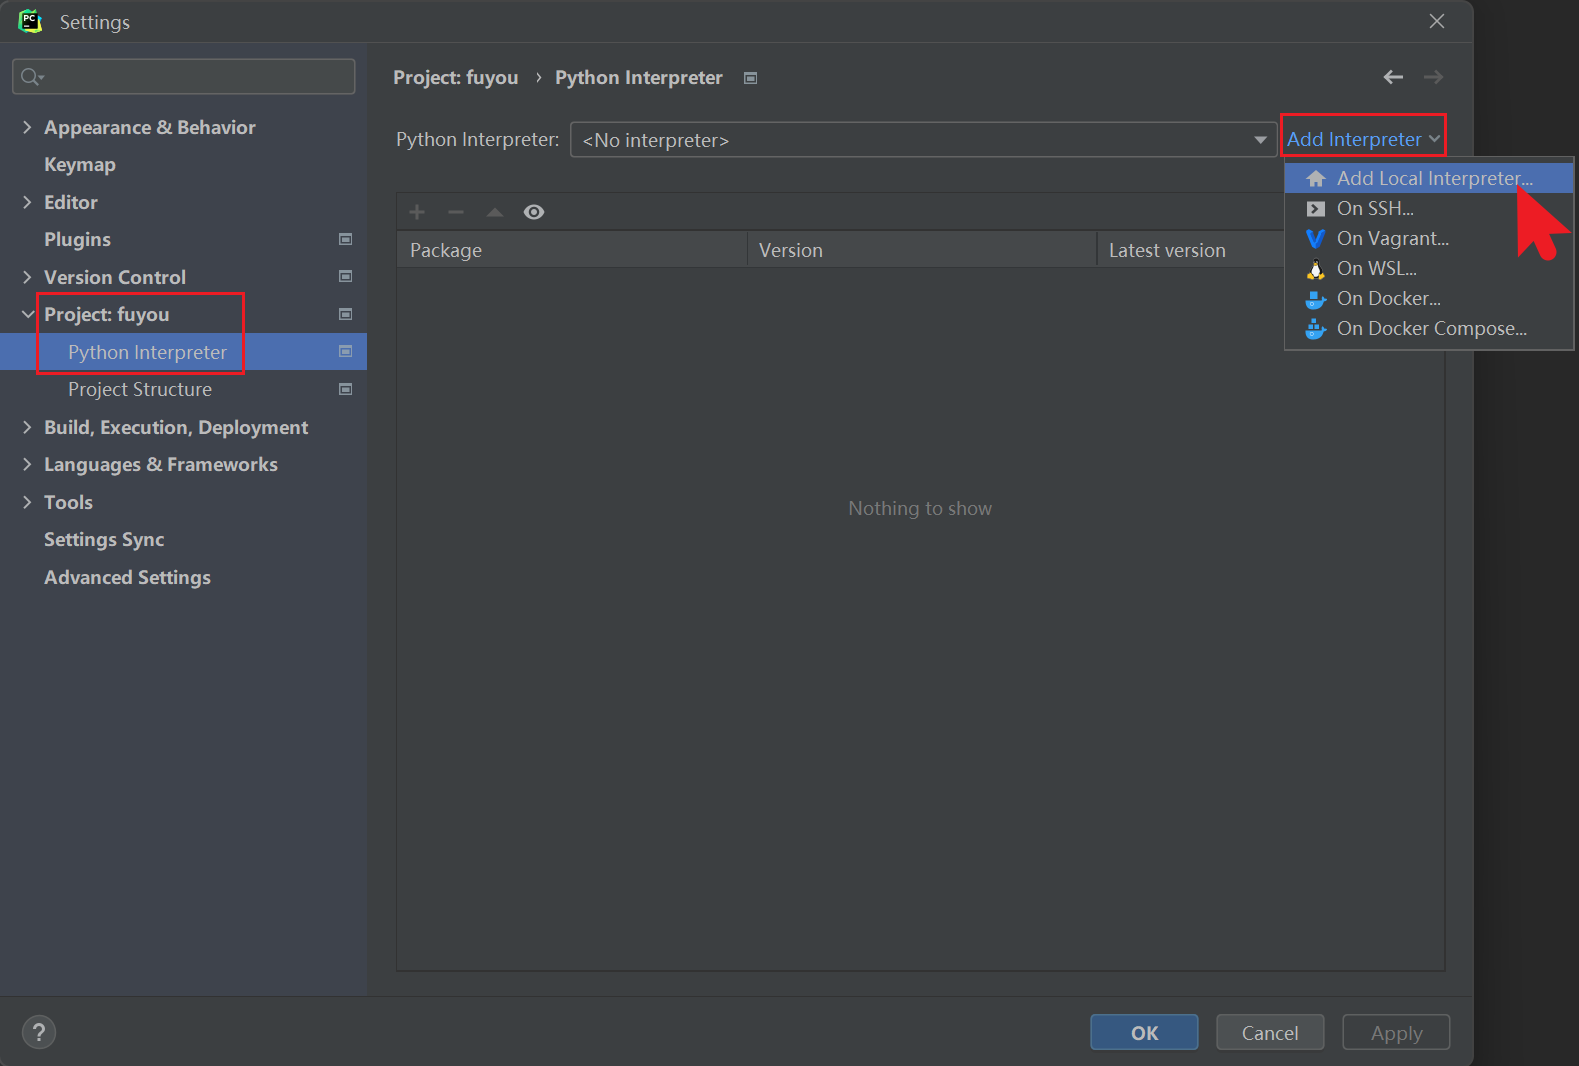 PC
Settings
Appearance & Behavior
Keymap
Editor
Plugins
Version Control
Project: fuyou
Python Interpreter
Project Structure
Build, Execution, Deployment
Languages & Frameworks
Tools
Settings Sync
Advanced Settings
Project: fuyou › Python Interpreter
Python Interpreter: <No interpreter> Add Interpreter
Add Local Interpreter...
On SSH...
On Vagrant...
On WSL...
On Docker...
On Docker Compose...
Package Version Latest version
Nothing to show
? OK Cancel Apply